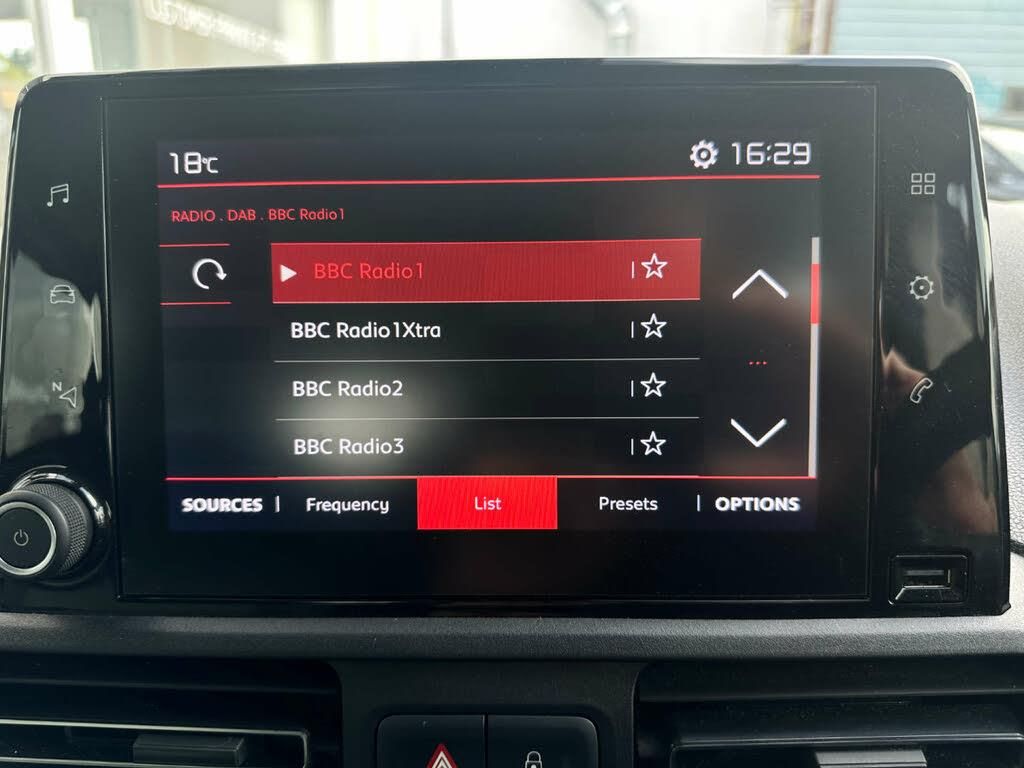 18°C
16:29
RADIO . DAB . BBC Radio1
BBC Radio1
BBC Radio1Xtra
BBC Radio2
BBC Radio3
SOURCES | Frequency List Presets | OPTIONS
N